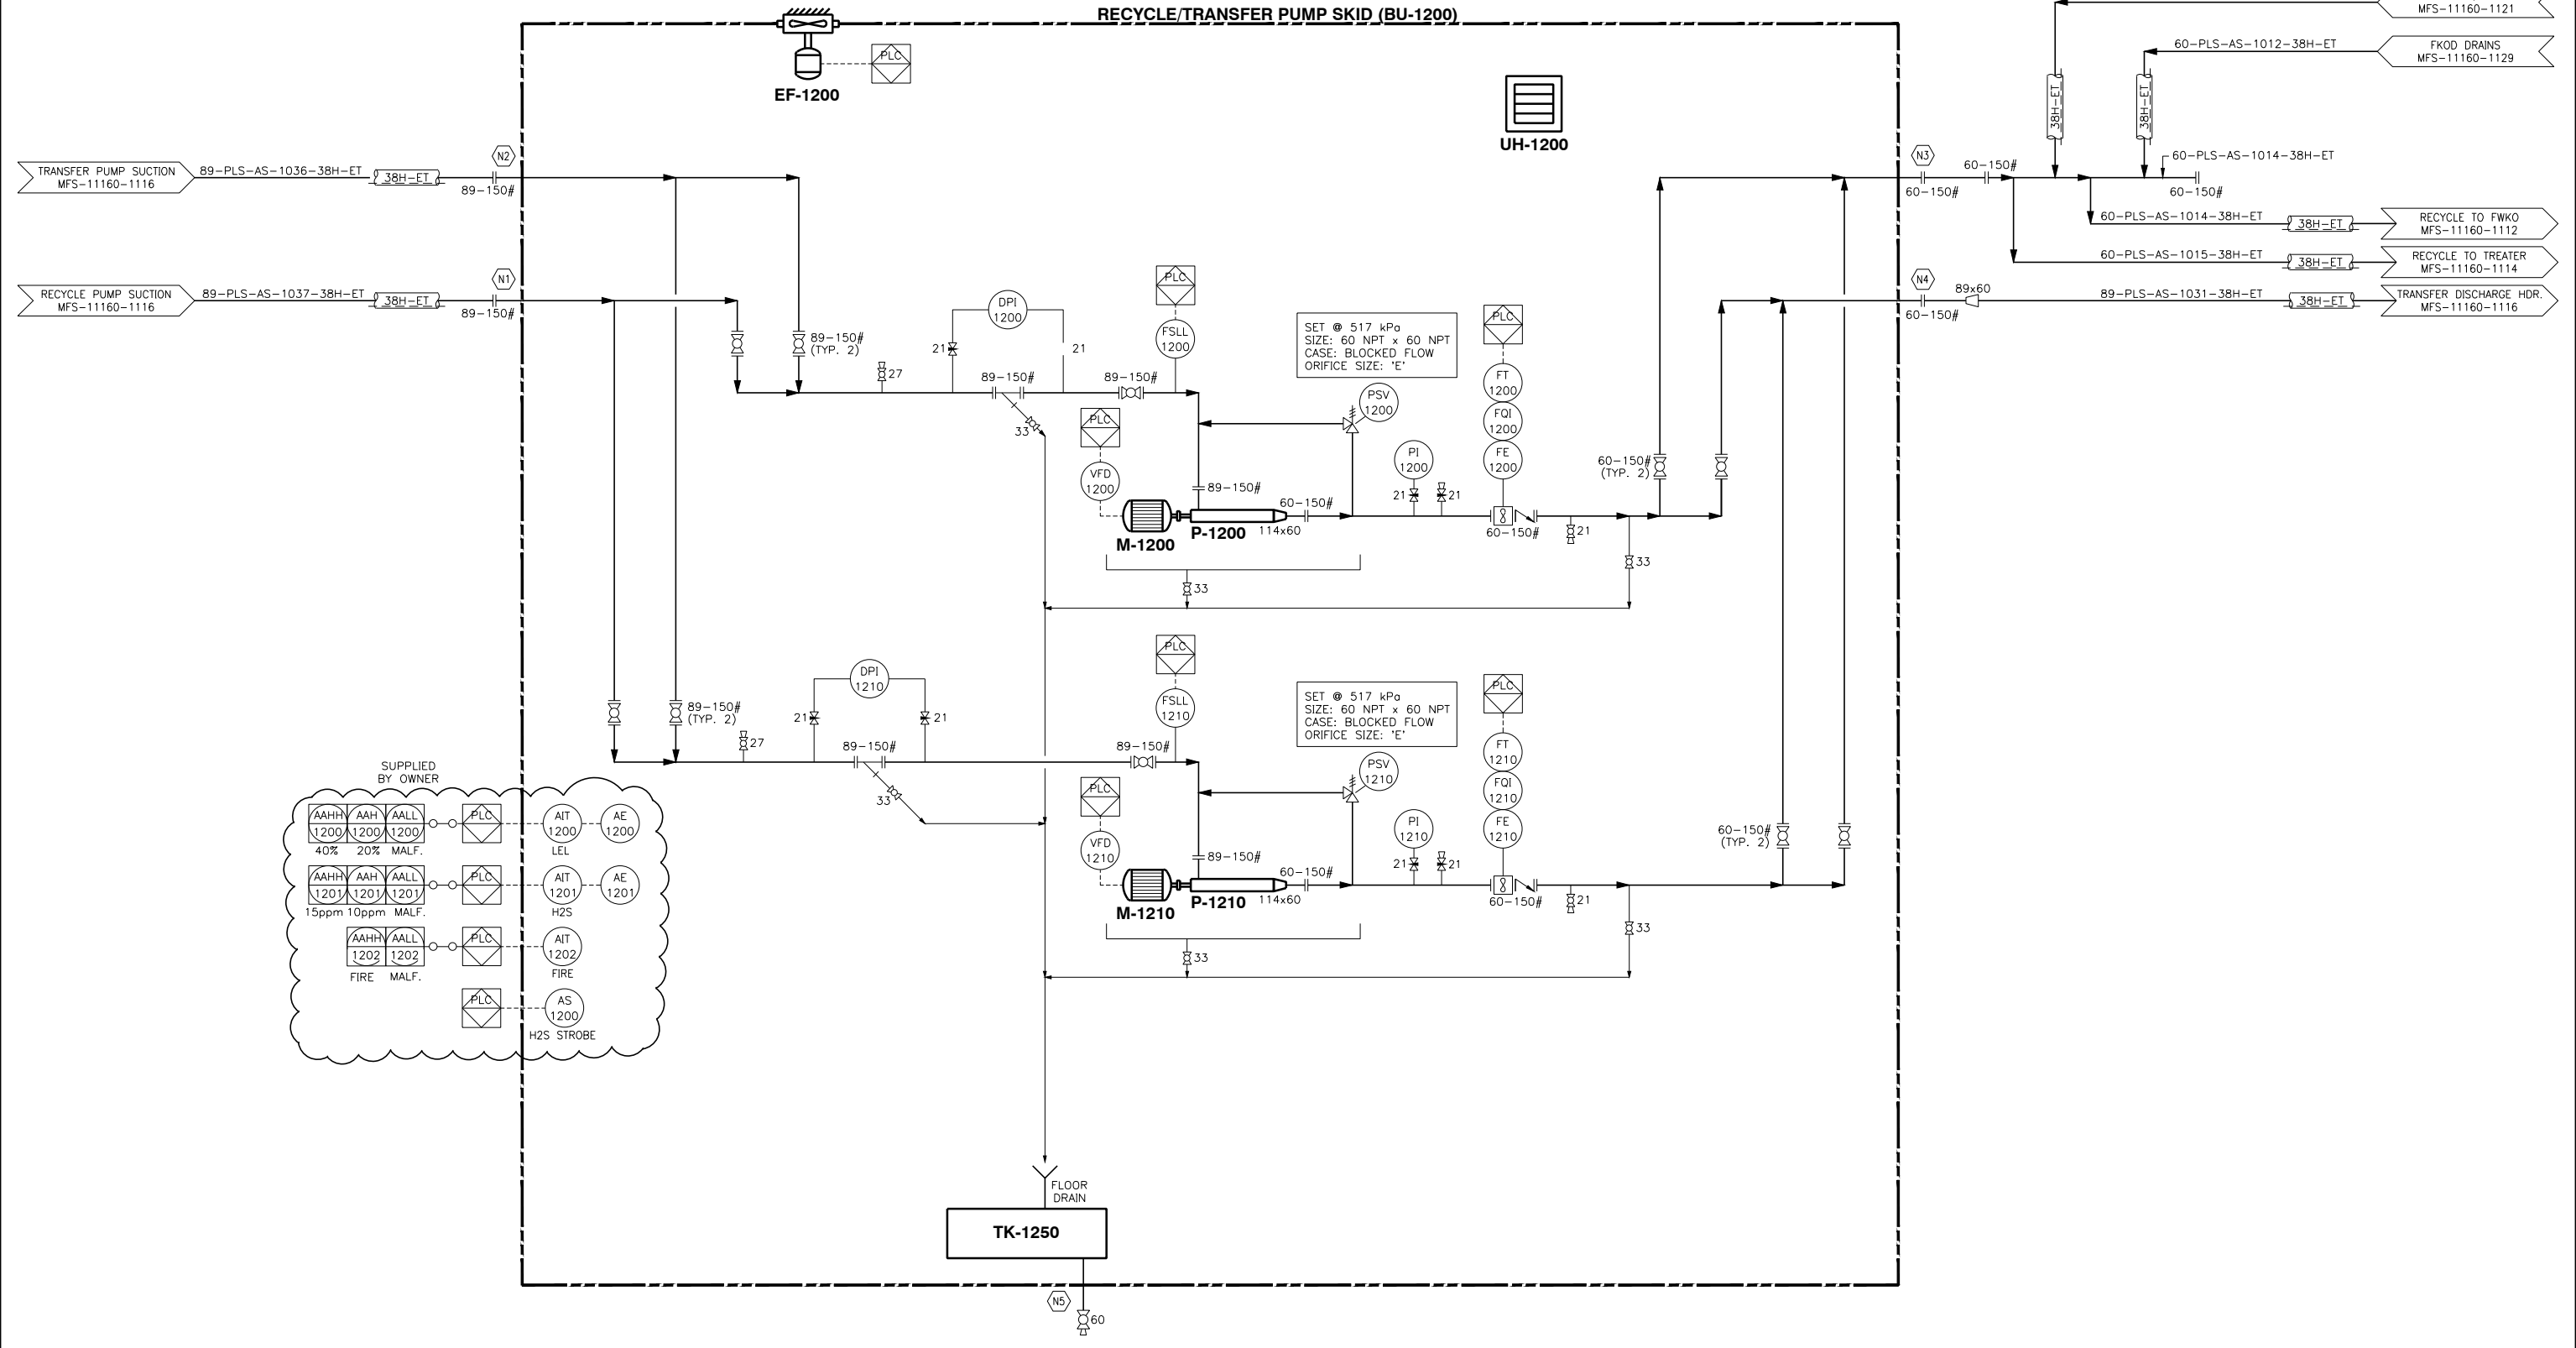 RECYCLE/TRANSFER PUMP SKID (BU-1200)
MFS-11160-1121
60-PLS-AS-1012-38H-ET
FKOD DRAINS
MFS-11160-1129
PLC
EF-1200
UH-1200
38H-ET
38H-ET
TRANSFER PUMP SUCTION
MFS-11160-1116
89-PLS-AS-1036-38H-ET
38H-ET
N2
89-150#
N3
60-150#
60-150#
60-PLS-AS-1014-38H-ET
60-150#
60-PLS-AS-1014-38H-ET
38H-ET
RECYCLE TO FWKO
MFS-11160-1112
60-PLS-AS-1015-38H-ET
38H-ET
RECYCLE TO TREATER
MFS-11160-1114
RECYCLE PUMP SUCTION
MFS-11160-1116
89-PLS-AS-1037-38H-ET
38H-ET
N1
89-150#
N4
60-150#
89x60
89-PLS-AS-1031-38H-ET
38H-ET
TRANSFER DISCHARGE HDR.
MFS-11160-1116
89-150#
(TYP. 2)
27
21
DPI
1200
21
89-150#
33
PLC
FSLL
1200
89-150#
SET @ 517 kPa
SIZE: 60 NPT x 60 NPT
CASE: BLOCKED FLOW
ORIFICE SIZE: 'E'
PSV
1200
PLC
FT
1200
FQI
1200
FE
1200
PLC
VFD
1200
89-150#
60-150#
M-1200
P-1200
114x60
PI
1200
21
21
60-150#
21
60-150#
(TYP. 2)
33
33
89-150#
(TYP. 2)
27
21
DPI
1210
21
89-150#
33
PLC
FSLL
1210
89-150#
SET @ 517 kPa
SIZE: 60 NPT x 60 NPT
CASE: BLOCKED FLOW
ORIFICE SIZE: 'E'
PSV
1210
PLC
FT
1210
FQI
1210
FE
1210
PLC
VFD
1210
89-150#
60-150#
M-1210
P-1210
114x60
PI
1210
21
21
60-150#
21
60-150#
(TYP. 2)
33
33
SUPPLIED
BY OWNER
AAHH AAH AALL
1200 1200 1200
40% 20% MALF.
PLC
AIT
1200
LEL
AE
1200
AAHH AAH AALL
1201 1201 1201
15ppm 10ppm MALF.
PLC
AIT
1201
H2S
AE
1201
AAHH AALL
1202 1202
FIRE MALF.
PLC
AIT
1202
FIRE
PLC
AS
1200
H2S STROBE
FLOOR
DRAIN
TK-1250
N5
60